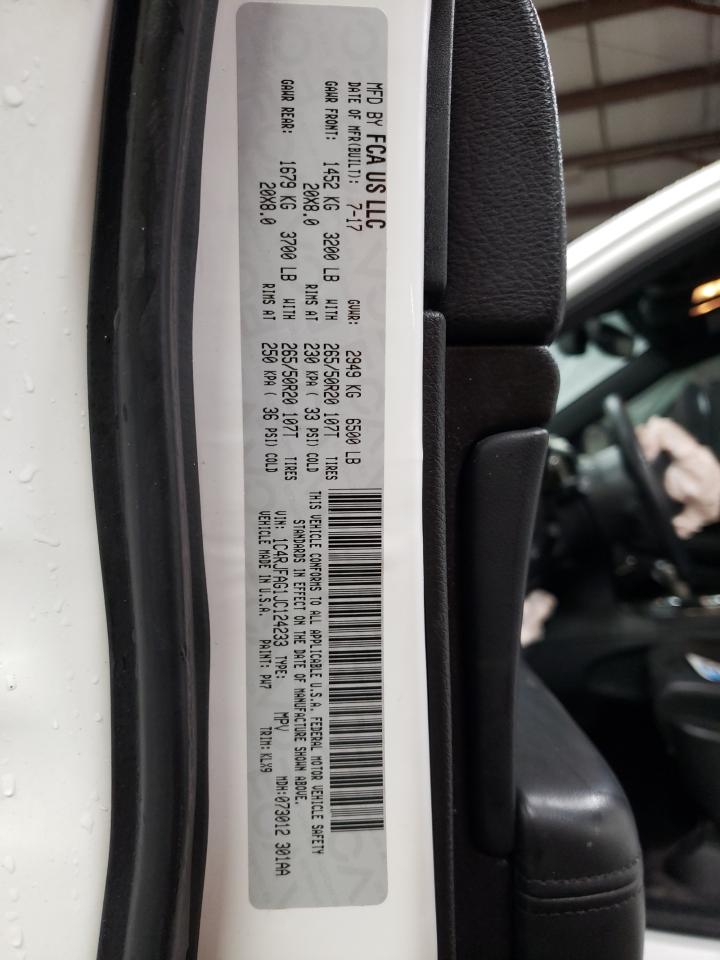 MFD BY FCA US LLC
DATE OF MFR(BUILT): 7-17 GVWR: 2949 KG 6500 LB
GAWR FRONT: 1452 KG 3200 LB WITH 265/50R20 107T TIRES
20X8.0 RIMS AT 230 KPA ( 33 PSI) COLD
GAWR REAR: 1679 KG 3700 LB WITH 265/50R20 107T TIRES
20X8.0 RIMS AT 250 KPA ( 36 PSI) COLD
THIS VEHICLE CONFORMS TO ALL APPLICABLE U.S.A. FEDERAL MOTOR VEHICLE SAFETY
STANDARDS IN EFFECT ON THE DATE OF MANUFACTURE SHOWN ABOVE.
VIN: 1C4RJFAG1JC124233 TYPE: MPV MDH:073012 301AA
VEHICLE MADE IN U.S.A. PAINT: PW7 TRIM:KLX9